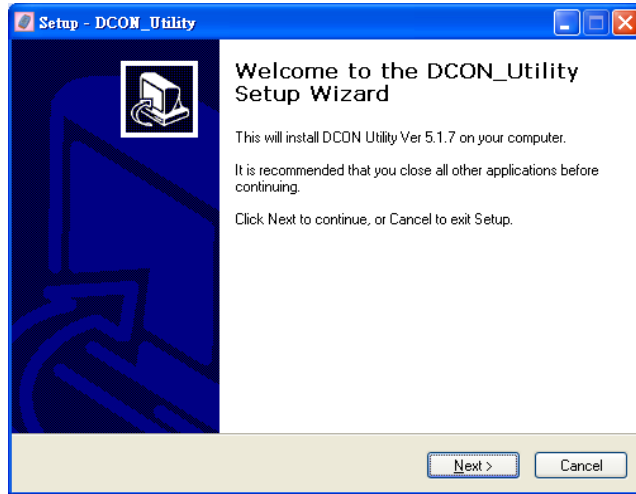 Setup - DCON_Utility
Welcome to the DCON_Utility
Setup Wizard
This will install DCON Utility Ver 5.1.7 on your computer.
It is recommended that you close all other applications before
continuing.
Click Next to continue, or Cancel to exit Setup.
Next >
Cancel